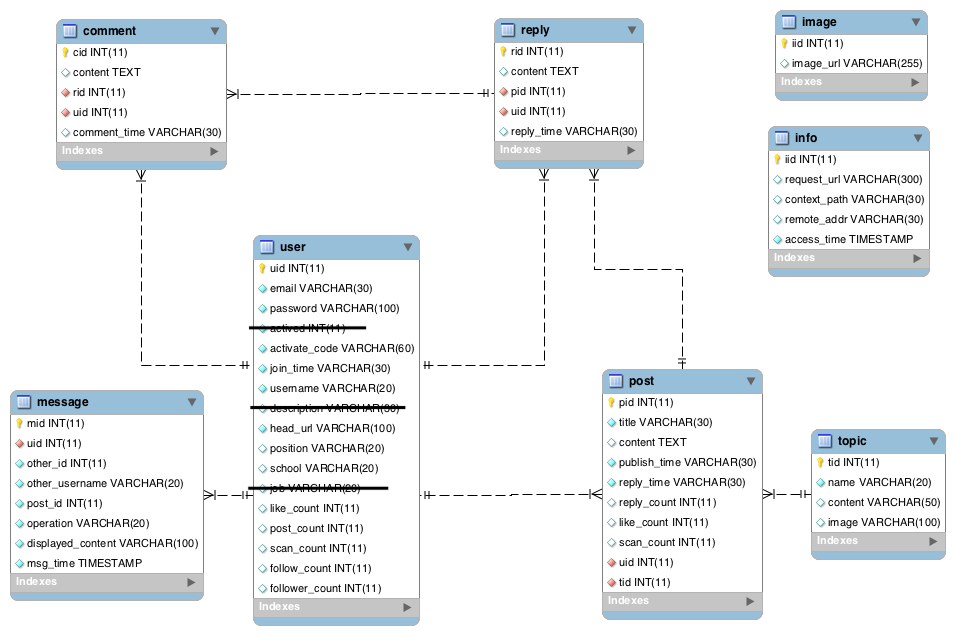 comment
cid INT(11)
content TEXT
rid INT(11)
uid INT(11)
comment_time VARCHAR(30)
Indexes
reply
rid INT(11)
content TEXT
pid INT(11)
uid INT(11)
reply_time VARCHAR(30)
Indexes
image
iid INT(11)
image_url VARCHAR(255)
Indexes
info
iid INT(11)
request_url VARCHAR(300)
context_path VARCHAR(30)
remote_addr VARCHAR(30)
access_time TIMESTAMP
Indexes
user
uid INT(11)
email VARCHAR(30)
password VARCHAR(100)
actived INT(11)
activate_code VARCHAR(60)
join_time VARCHAR(30)
username VARCHAR(20)
description VARCHAR(80)
head_url VARCHAR(100)
position VARCHAR(20)
school VARCHAR(20)
job VARCHAR(20)
like_count INT(11)
post_count INT(11)
scan_count INT(11)
follow_count INT(11)
follower_count INT(11)
Indexes
message
mid INT(11)
uid INT(11)
other_id INT(11)
other_username VARCHAR(20)
post_id INT(11)
operation VARCHAR(20)
displayed_content VARCHAR(100)
msg_time TIMESTAMP
Indexes
post
pid INT(11)
title VARCHAR(30)
content TEXT
publish_time VARCHAR(30)
reply_time VARCHAR(30)
reply_count INT(11)
like_count INT(11)
scan_count INT(11)
uid INT(11)
tid INT(11)
Indexes
topic
tid INT(11)
name VARCHAR(20)
content VARCHAR(50)
image VARCHAR(100)
Indexes